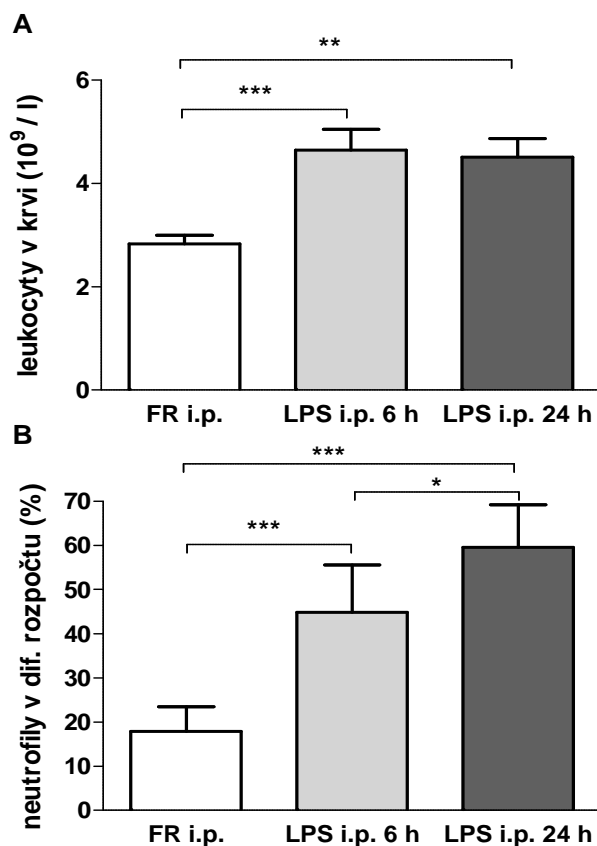 A
**
***
leukocyty v krvi (10⁹ / l)
6
4
2
0
FR i.p. LPS i.p. 6 h LPS i.p. 24 h
B
***
*
***
neutrofily v dif. rozpočtu (%)
70
60
50
40
30
20
10
0
FR i.p. LPS i.p. 6 h LPS i.p. 24 h